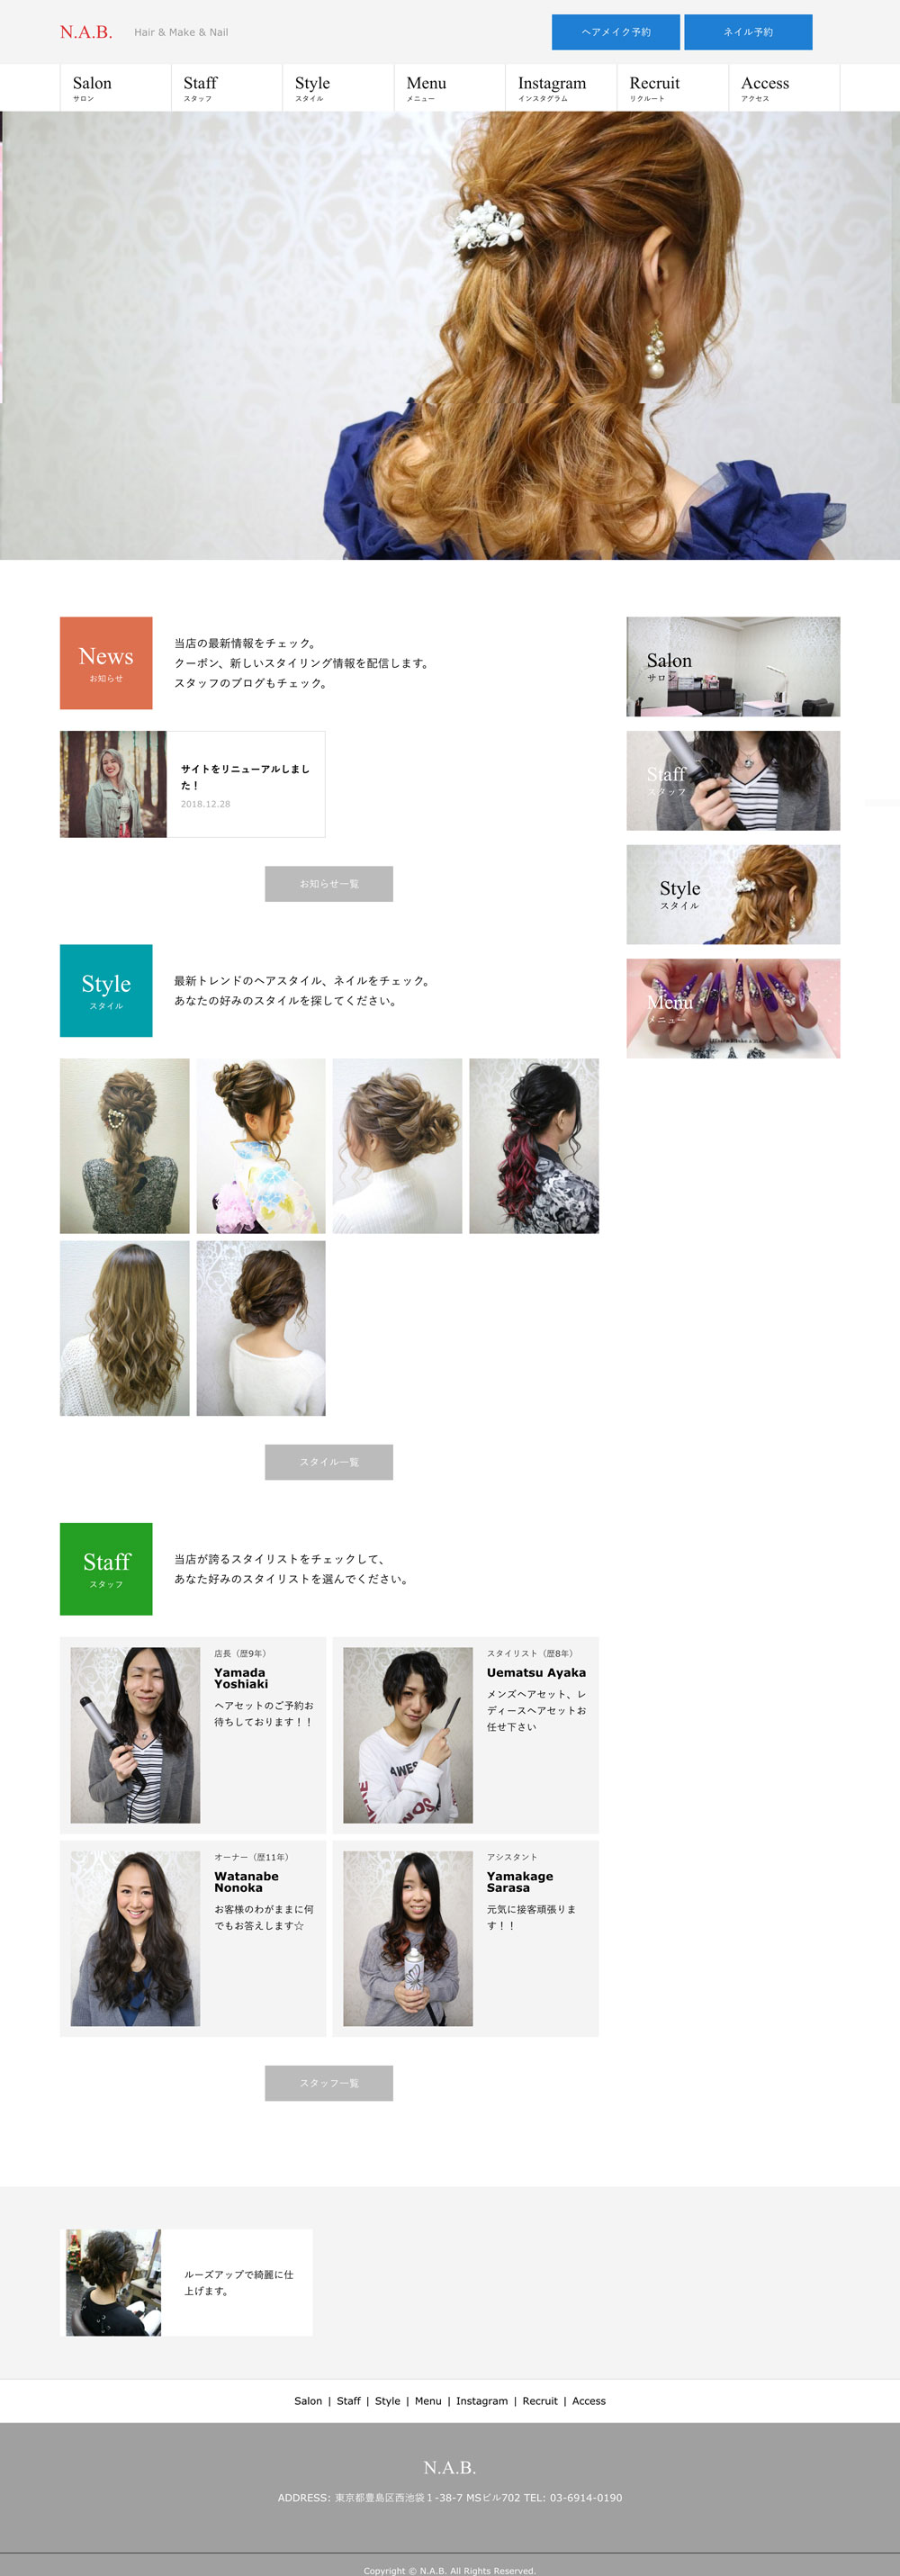 N.A.B.
Hair & Make & Nail
ヘアメイク予約
ネイル予約
Salon
サロン
Staff
スタッフ
Style
スタイル
Menu
メニュー
Instagram
インスタグラム
Recruit
リクルート
Access
アクセス
News
お知らせ
当店の最新情報をチェック。
クーポン、新しいスタイリング情報を配信します。
スタッフのブログもチェック。
サイトをリニューアルしまし
た！
2018.12.28
お知らせ一覧
Salon
サロン
Staff
スタッフ
Style
スタイル
Menu
メニュー
Style
スタイル
最新トレンドのヘアスタイル、ネイルをチェック。
あなたの好みのスタイルを探してください。
スタイル一覧
Staff
スタッフ
当店が誇るスタイリストをチェックして、
あなた好みのスタイリストを選んでください。
店長（歴9年）
Yamada
Yoshiaki
ヘアセットのご予約お
待ちしております！！
スタイリスト（歴8年）
Uematsu Ayaka
メンズヘアセット、レ
ディースヘアセットお
任せ下さい
オーナー（歴11年）
Watanabe
Nonoka
お客様のわがままに何
でもお答えします☆
アシスタント
Yamakage
Sarasa
元気に接客頑張りま
す！！
スタッフ一覧
ルーズアップで綺麗に仕
上げます。
Salon | Staff | Style | Menu | Instagram | Recruit | Access
N.A.B.
ADDRESS: 東京都豊島区西池袋１-38-7 MSビル702 TEL: 03-6914-0190
Copyright © N.A.B. All Rights Reserved.